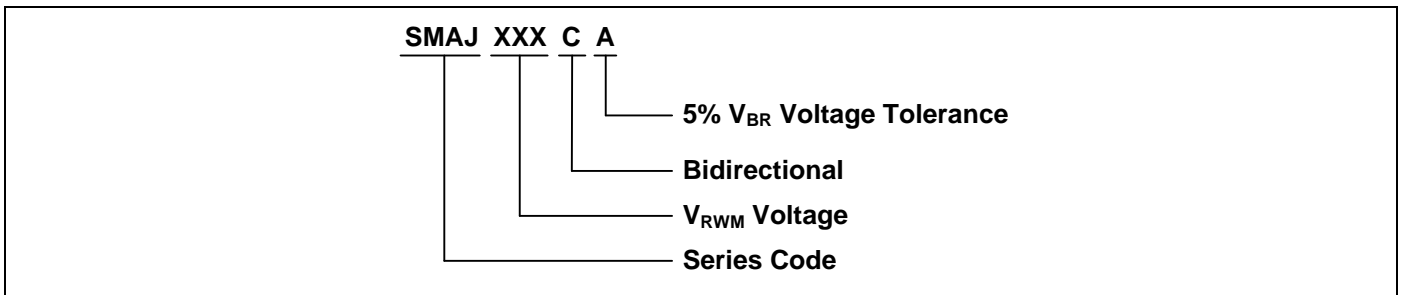 SMAJ XXX C A
5% VBR Voltage Tolerance
Bidirectional
VRWM Voltage
Series Code